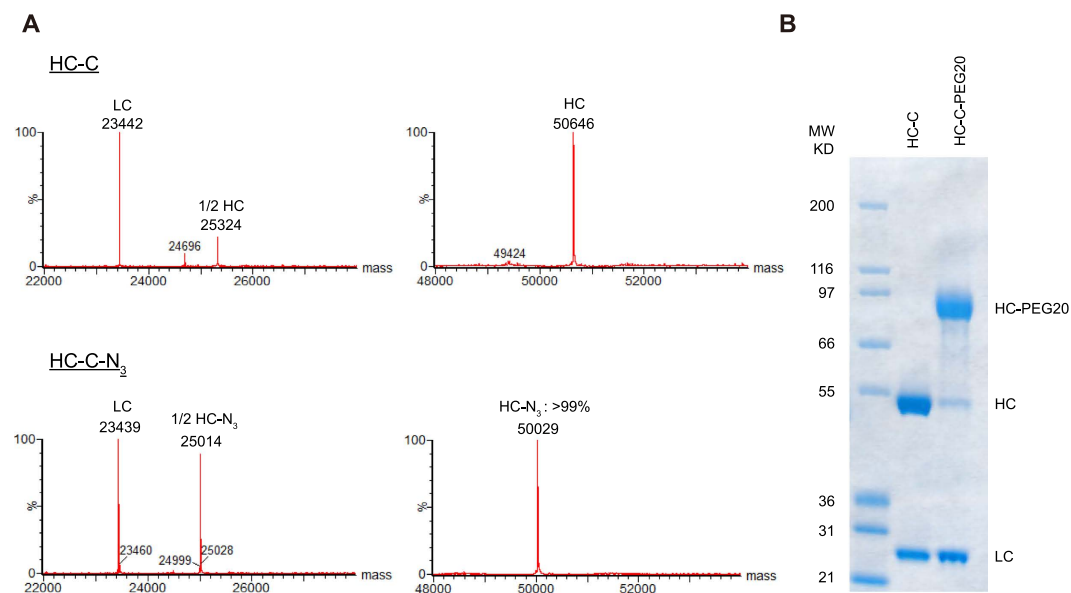 A
B
HC-C
LC
23442
1/2 HC
25324
24696
100
%
0
22000
24000
26000
mass
HC
50646
49424
100
%
0
48000
50000
52000
mass
HC-C-N3
LC
23439
1/2 HC-N3
25014
23460
24999
25028
100
%
0
22000
24000
26000
mass
HC-N3: >99%
50029
100
%
0
48000
50000
52000
mass
HC-C
HC-C-PEG20
MW
KD
200
116
97
66
55
36
31
21
HC-PEG20
HC
LC